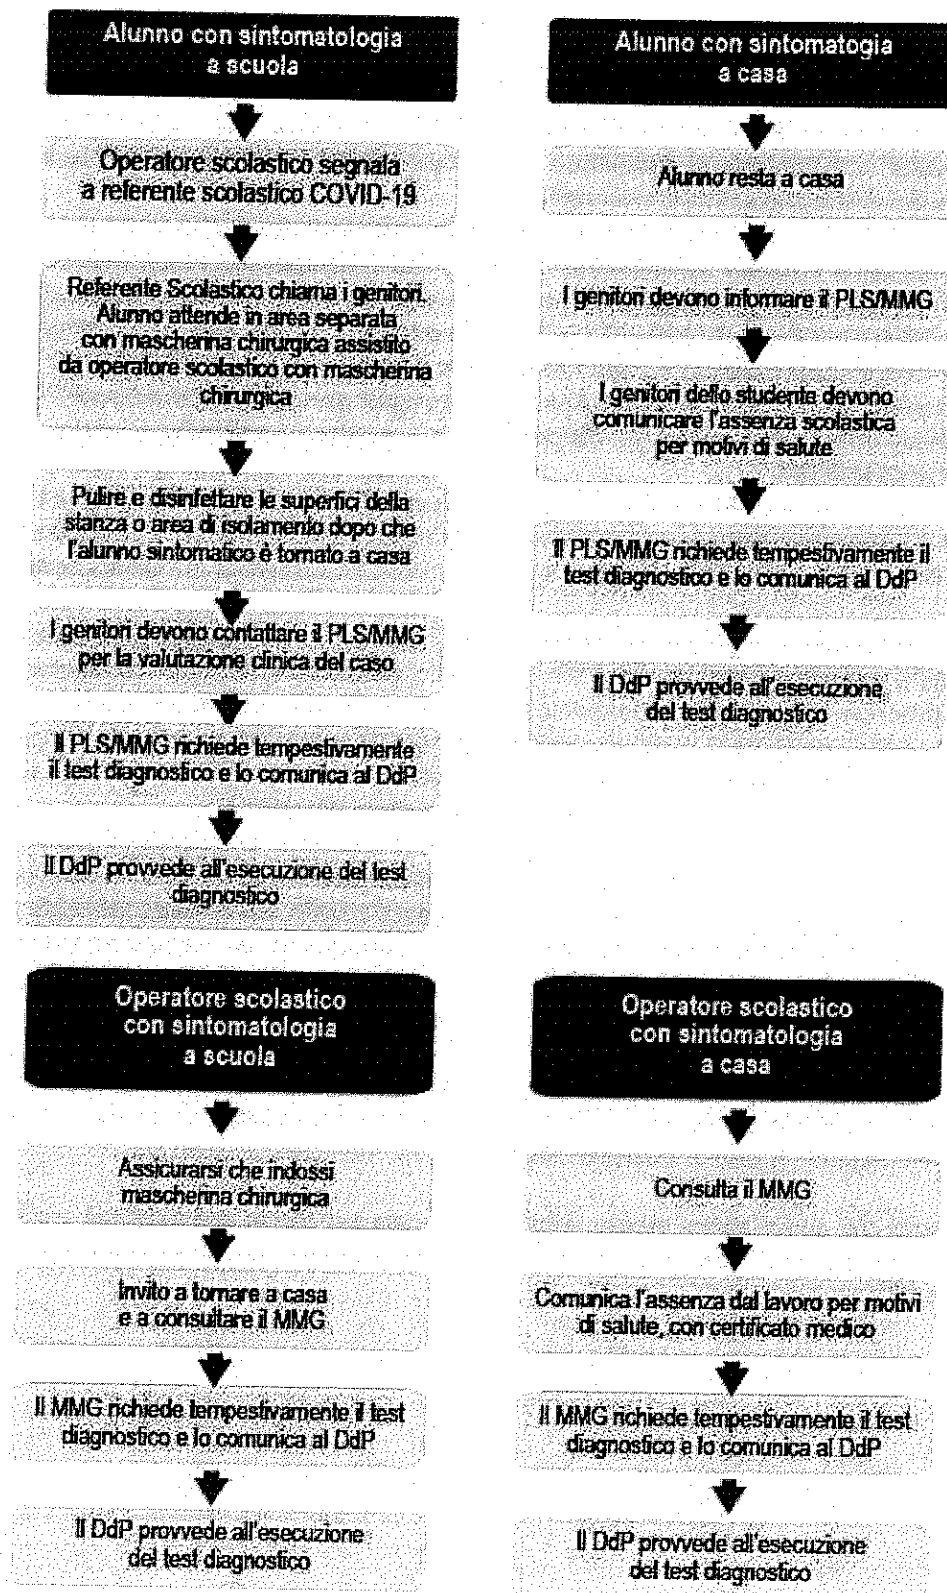 Alunno con sintomatologia
a scuola
Operatore scolastico segnala
a referente scolastico COVID-19
Referente Scolastico chiama i genitori.
Alunno attende in area separata
con mascherina chirurgica assistito
da operatore scolastico con mascherina
chirurgica
Pulire e disinfettare le superfici della
stanza o area di isolamento dopo che
l'alunno sintomatico è tornato a casa
I genitori devono contattare il PLS/MMG
per la valutazione clinica del caso
Il PLS/MMG richiede tempestivamente
il test diagnostico e lo comunica al DdP
Il DdP provvede all'esecuzione del test
diagnostico
Alunno con sintomatogia
a casa
Alunno resta a casa
I genitori devono informare il PLS/MMG
I genitori dello studente devono
comunicare l'assenza scolastica
per motivi di salute
Il PLS/MMG richiede tempestivamente il
test diagnostico e lo comunica al DdP
Il DdP provvede all'esecuzione
del test diagnostico
Operatore scolastico
con sintomatologia
a scuola
Assicurarsi che indossi
mascherina chirurgica
Invito a tornare a casa
e a consultare il MMG
Il MMG richiede tempestivamente il test
diagnostico e lo comunica al DdP
Il DdP provvede all'esecuzione
del test diagnostico
Operatore scolastico
con sintomatologia
a casa
Consulta il MMG
Comunica l'assenza dal lavoro per motivi
di salute, con certificato medico
Il MMG richiede tempestivamente il test
diagnostico e lo comunica al DdP
Il DdP provvede all'esecuzione
del test diagnostico